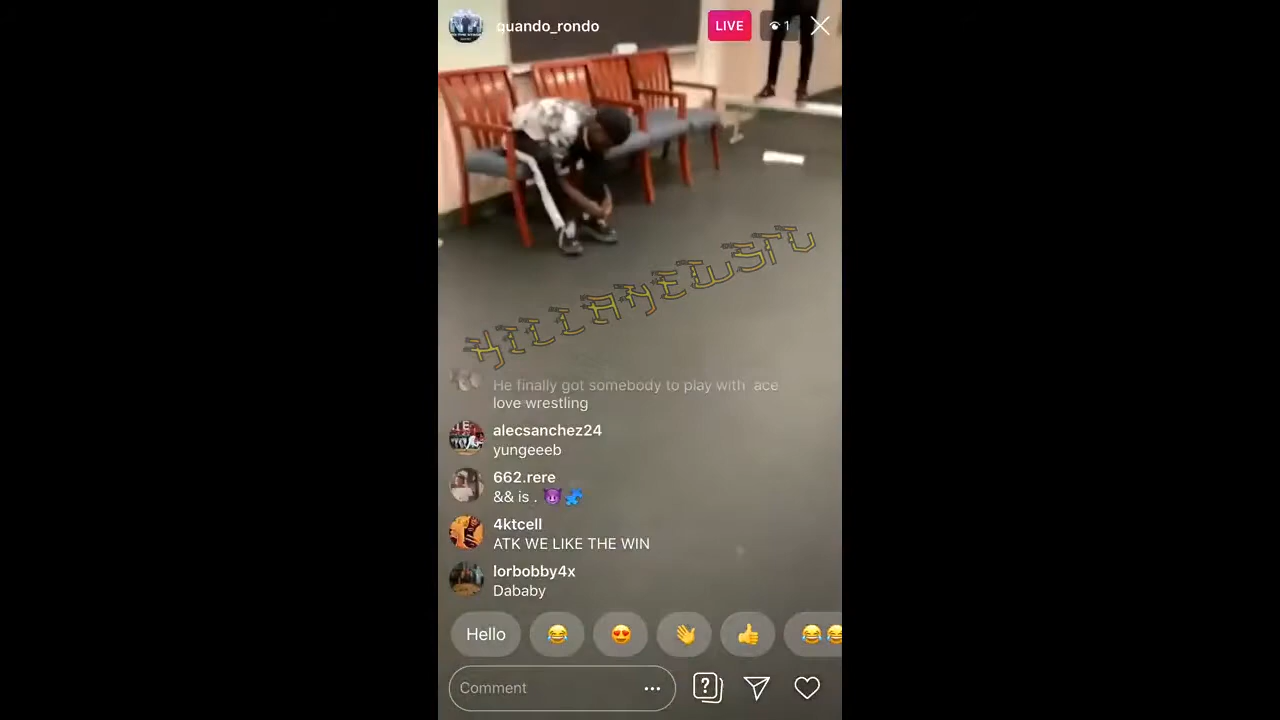 quando_rondo
LIVE
1
HILLANEWSTV
He finally got somebody to play with ace
love wrestling
alecsanchez24
yungeeeb
662.rere
&& is . 😈🧩
4ktcell
ATK WE LIKE THE WIN
lorbobby4x
Dababy
Hello
Comment